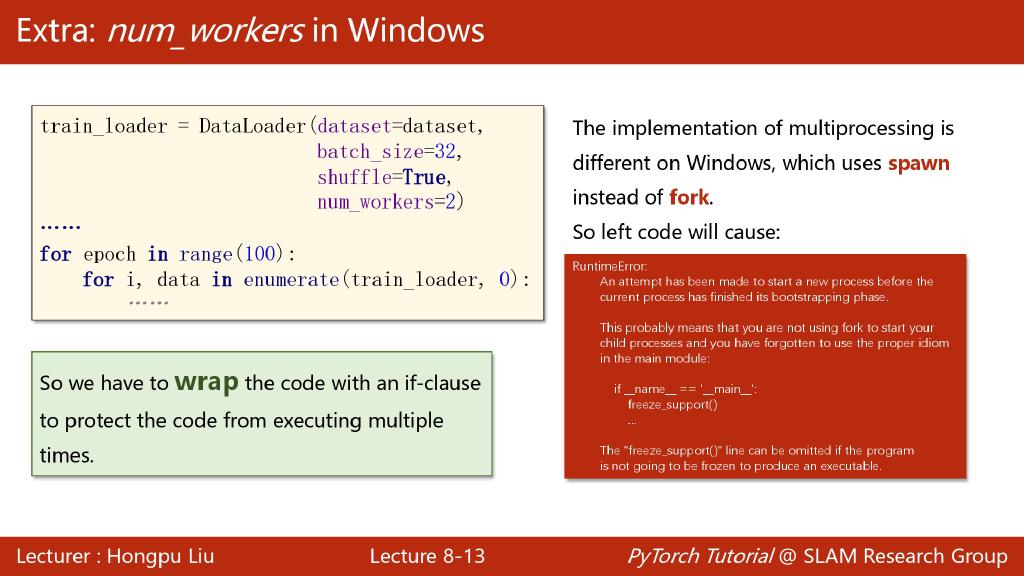 Extra: num_workers in Windows
train_loader = DataLoader(dataset=dataset,
batch_size=32,
shuffle=True,
num_workers=2)
……
for epoch in range(100):
for i, data in enumerate(train_loader, 0):
……
So we have to wrap the code with an if-clause
to protect the code from executing multiple
times.
The implementation of multiprocessing is
different on Windows, which uses spawn
instead of fork.
So left code will cause:
RuntimeError:
An attempt has been made to start a new process before the
current process has finished its bootstrapping phase.
This probably means that you are not using fork to start your
child processes and you have forgotten to use the proper idiom
in the main module:
if __name__ == '__main__':
freeze_support()
...
The "freeze_support()" line can be omitted if the program
is not going to be frozen to produce an executable.
Lecturer : Hongpu Liu
Lecture 8-13
PyTorch Tutorial @ SLAM Research Group